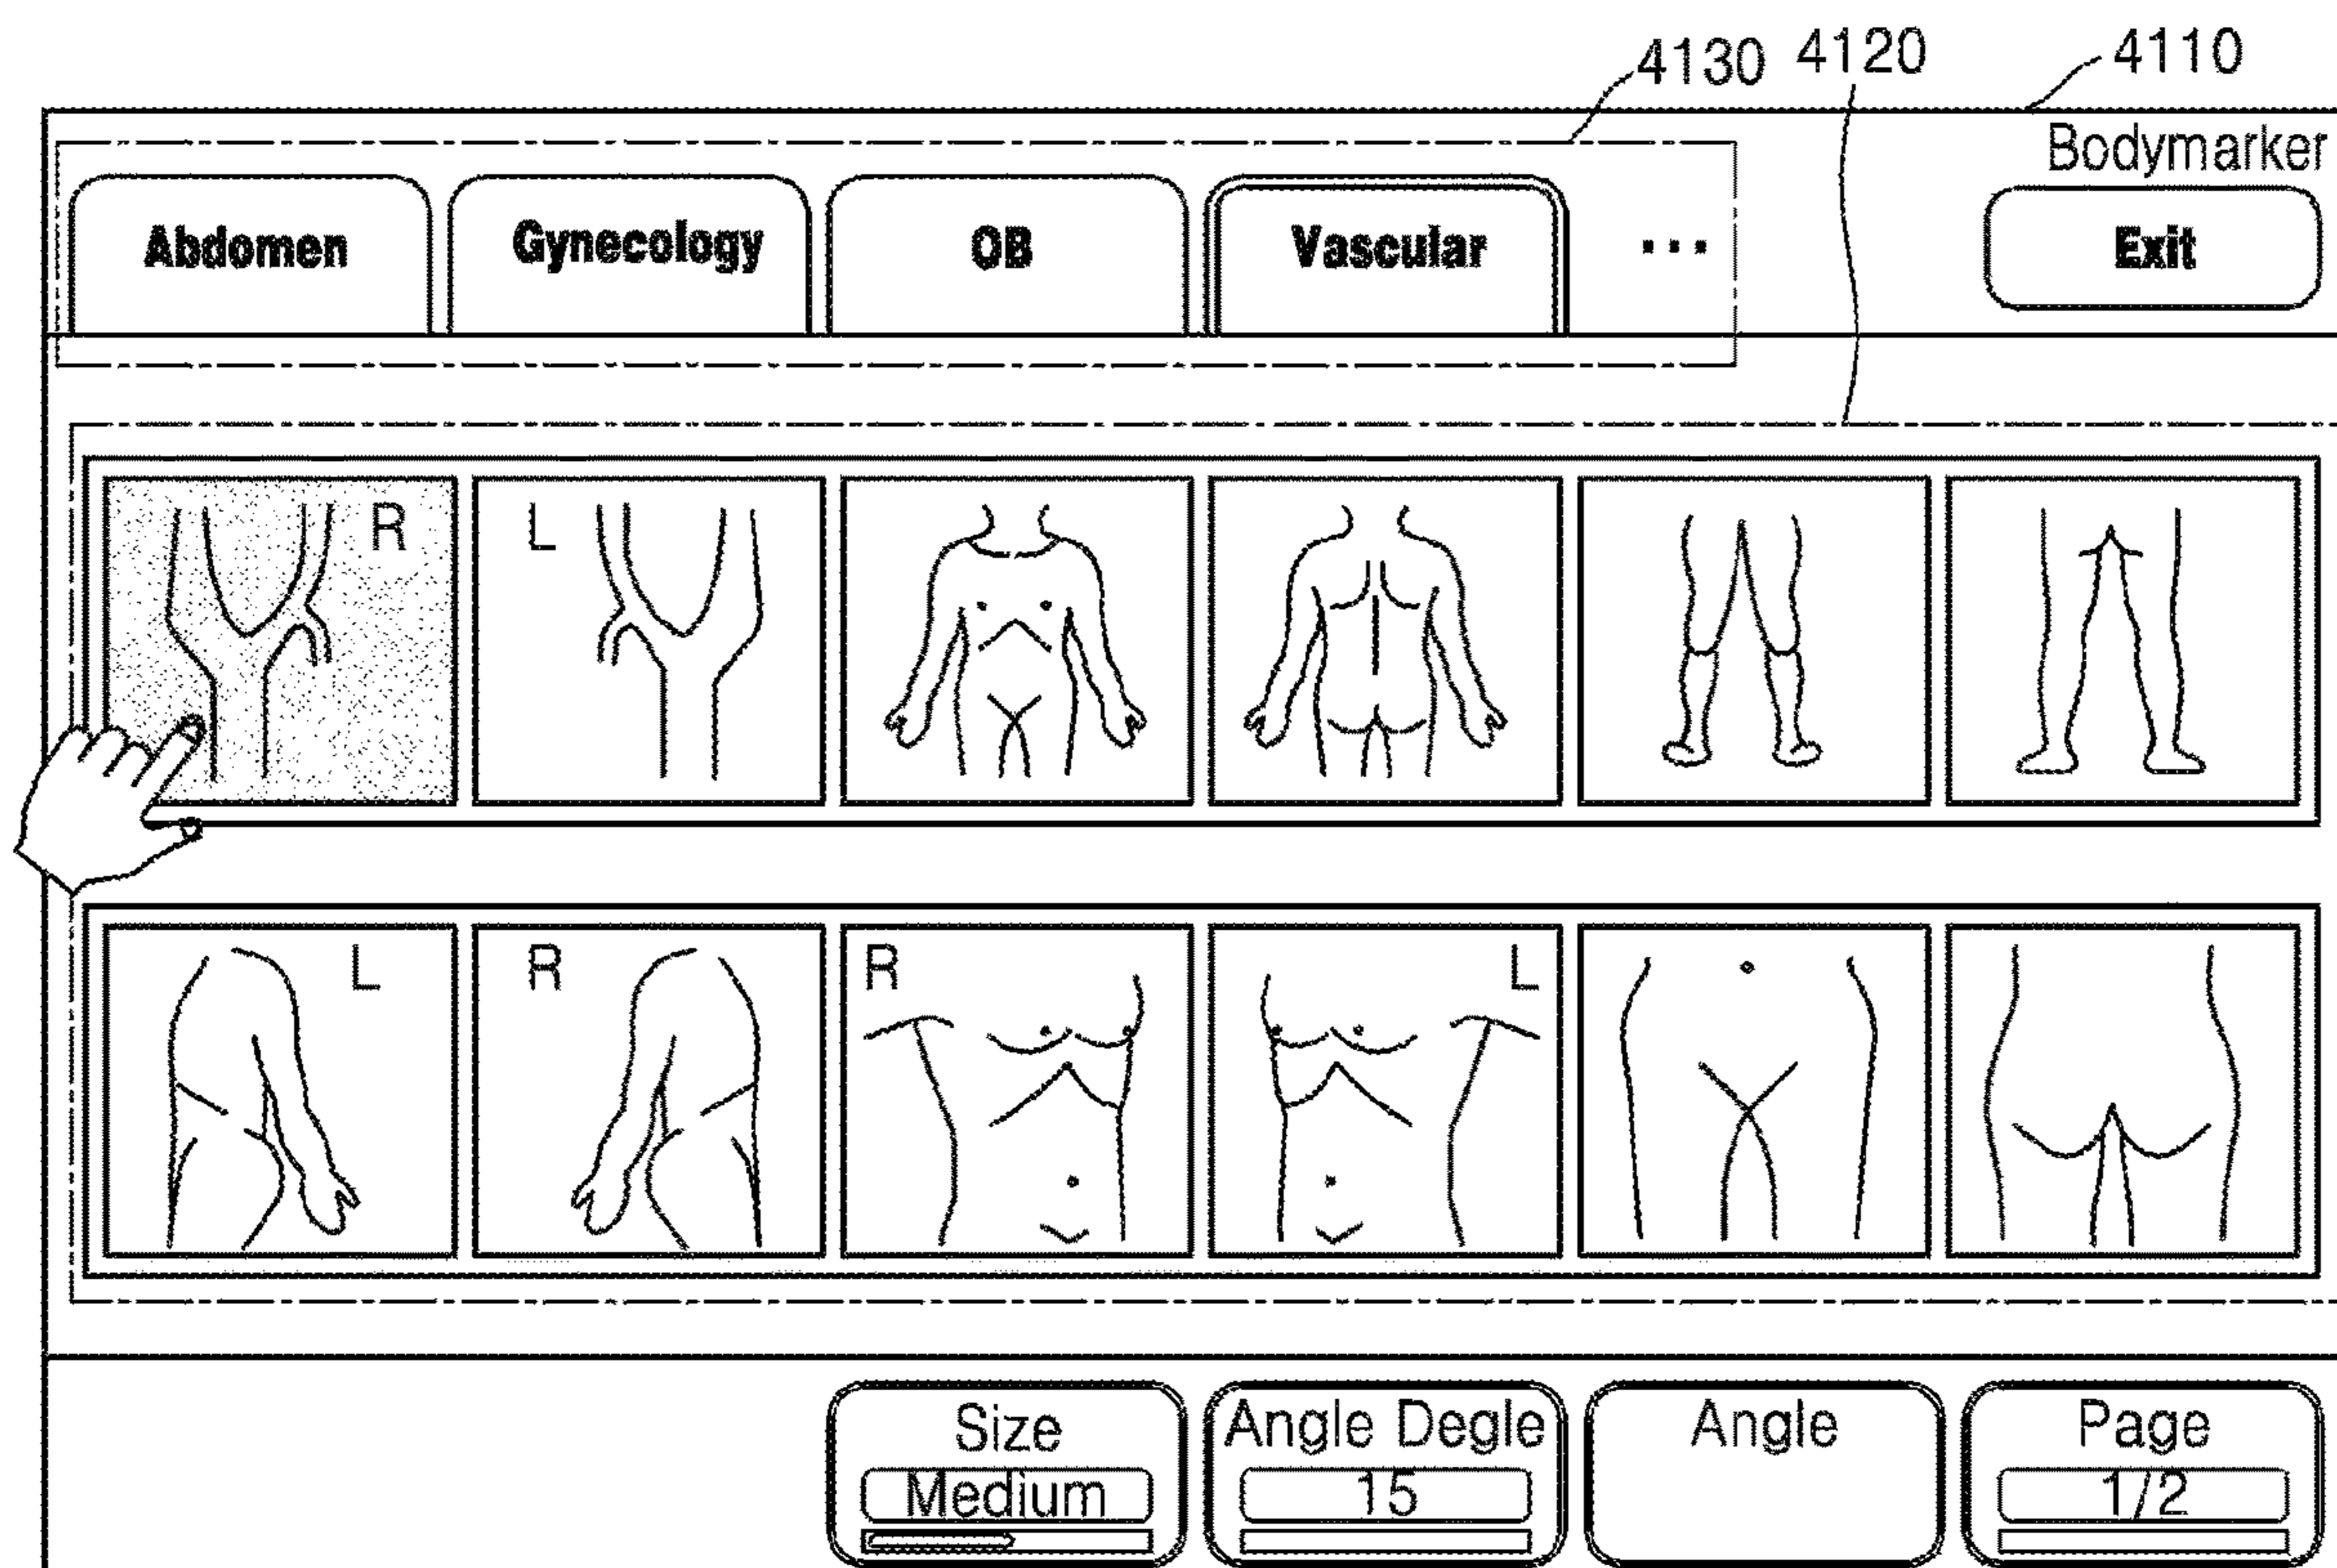 4130 4120 4110
Bodymarker
Abdomen Gynecology OB Vascular ... Exit
R L
L R R L
Size Angle Degle Angle Page
Medium 15 1/2